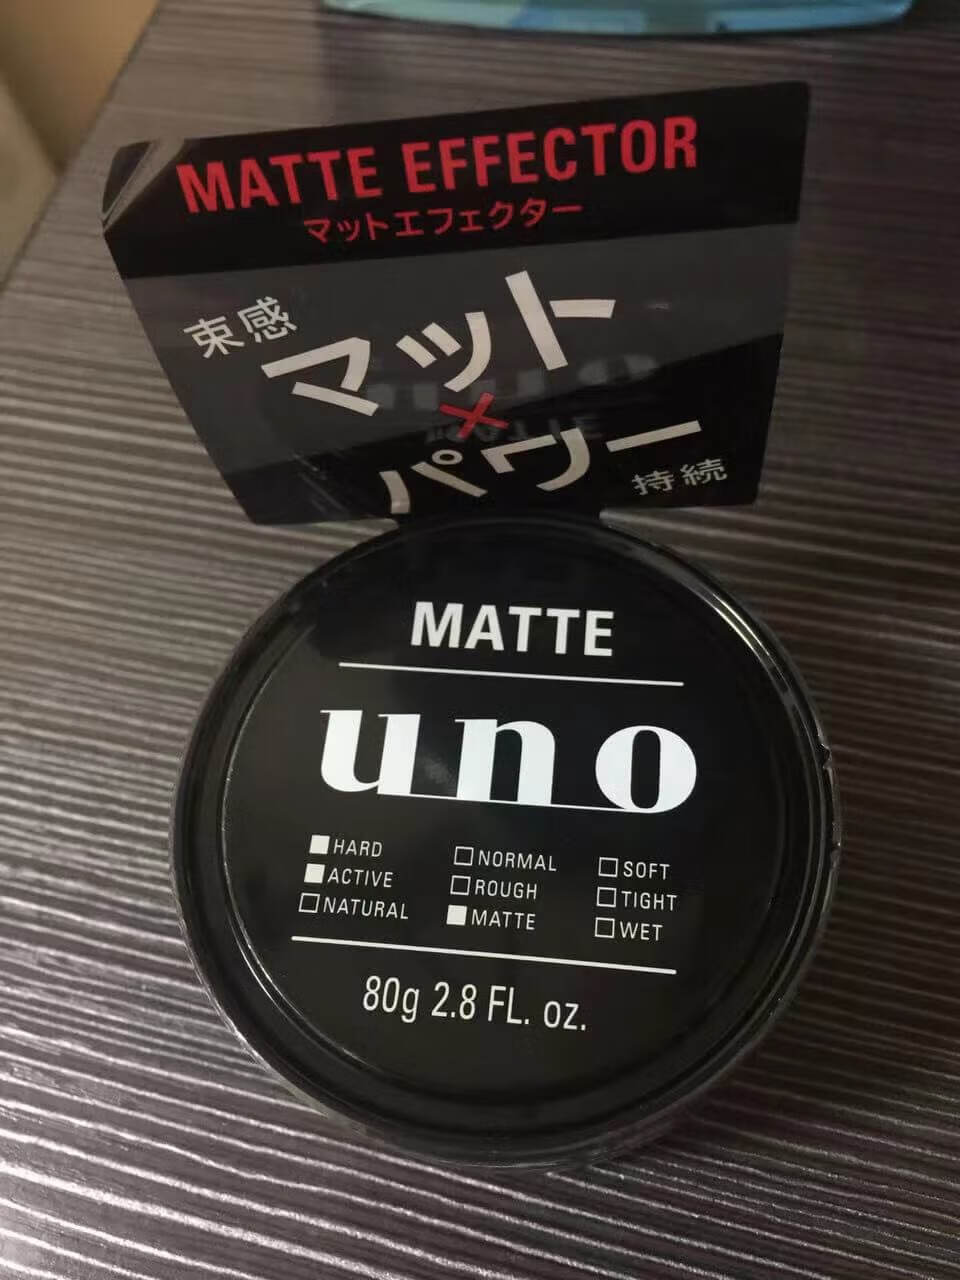 MATTE EFFECTOR
マットエフェクター
束感
マット
×
パワー
持続
MATTE
uno
HARD NORMAL SOFT
ACTIVE ROUGH TIGHT
NATURAL MATTE WET
80g 2.8 FL. oz.